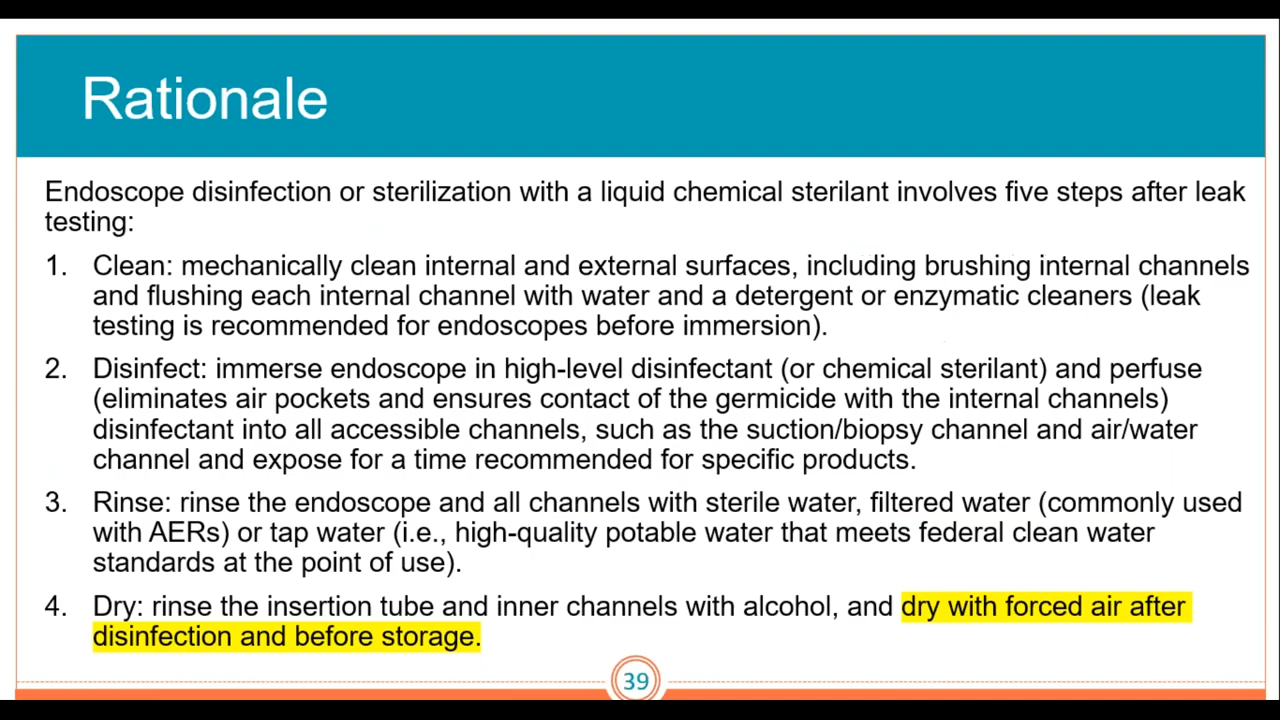 Rationale
Endoscope disinfection or sterilization with a liquid chemical sterilant involves five steps after leak
testing:
1. Clean: mechanically clean internal and external surfaces, including brushing internal channels
and flushing each internal channel with water and a detergent or enzymatic cleaners (leak
testing is recommended for endoscopes before immersion).
2. Disinfect: immerse endoscope in high-level disinfectant (or chemical sterilant) and perfuse
(eliminates air pockets and ensures contact of the germicide with the internal channels)
disinfectant into all accessible channels, such as the suction/biopsy channel and air/water
channel and expose for a time recommended for specific products.
3. Rinse: rinse the endoscope and all channels with sterile water, filtered water (commonly used
with AERs) or tap water (i.e., high-quality potable water that meets federal clean water
standards at the point of use).
4. Dry: rinse the insertion tube and inner channels with alcohol, and dry with forced air after
disinfection and before storage.
39